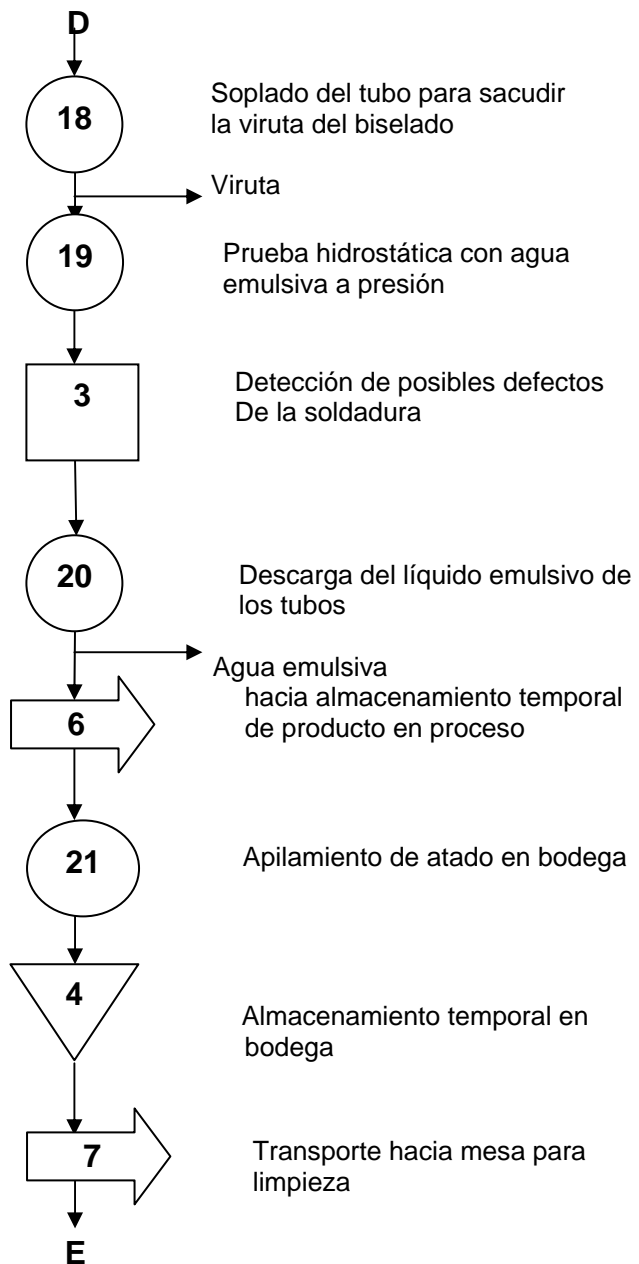 D
18
Soplado del tubo para sacudir
la viruta del biselado
Viruta
19
Prueba hidrostática con agua
emulsiva a presión
3
Detección de posibles defectos
De la soldadura
20
Descarga del líquido emulsivo de
los tubos
Agua emulsiva
6
hacia almacenamiento temporal
de producto en proceso
21
Apilamiento de atado en bodega
4
Almacenamiento temporal en
bodega
7
Transporte hacia mesa para
limpieza
E